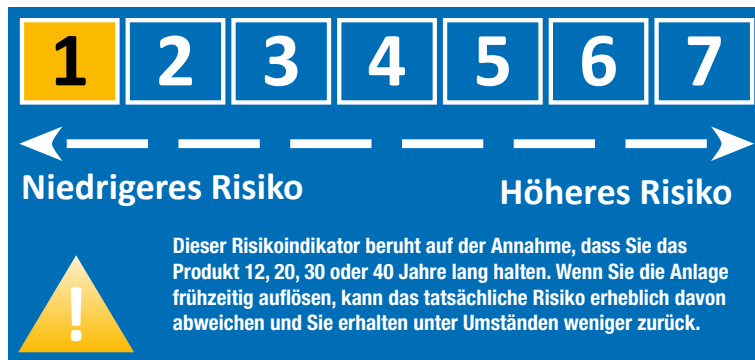 1 2 3 4 5 6 7
Niedrigeres Risiko Höheres Risiko
Dieser Risikoindikator beruht auf der Annahme, dass Sie das
Produkt 12, 20, 30 oder 40 Jahre lang halten. Wenn Sie die Anlage
frühzeitig auflösen, kann das tatsächliche Risiko erheblich davon
abweichen und Sie erhalten unter Umständen weniger zurück.
!